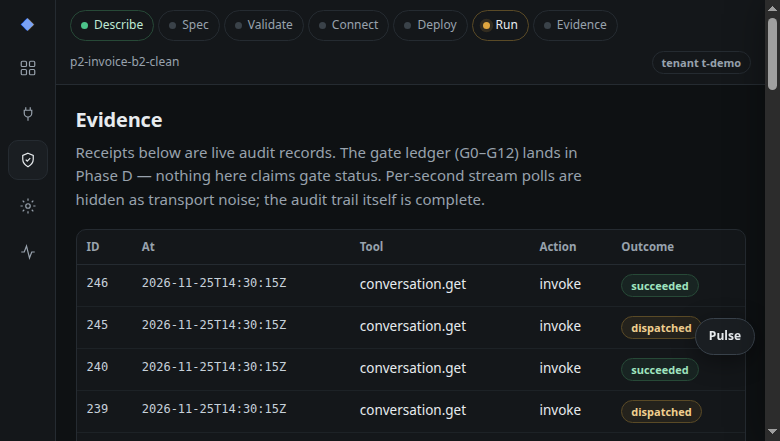 Describe Spec Validate Connect Deploy Run Evidence
p2-invoice-b2-clean tenant t-demo
Evidence
Receipts below are live audit records. The gate ledger (G0–G12) lands in
Phase D — nothing here claims gate status. Per-second stream polls are
hidden as transport noise; the audit trail itself is complete.
ID At Tool Action Outcome
246 2026-11-25T14:30:15Z conversation.get invoke succeeded
245 2026-11-25T14:30:15Z conversation.get invoke dispatched
Pulse
240 2026-11-25T14:30:15Z conversation.get invoke succeeded
239 2026-11-25T14:30:15Z conversation.get invoke dispatched